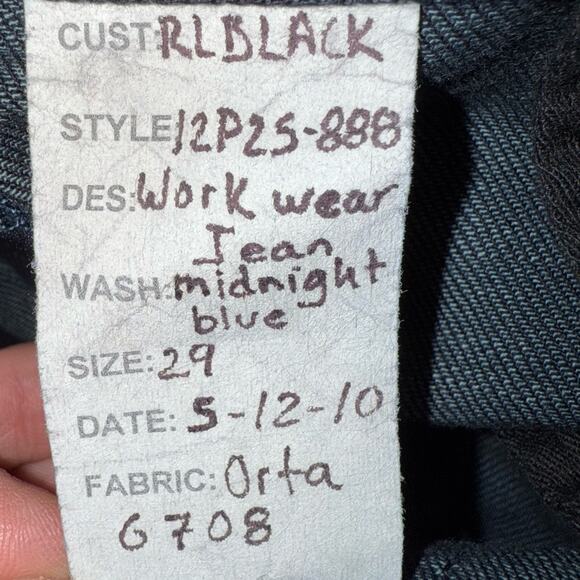 CUST: RLBLACK
STYLE 12P2S-888
DES: Work wear
Jean
WASH: midnight
blue
SIZE: 29
DATE: 5-12-10
FABRIC: Orta
6708